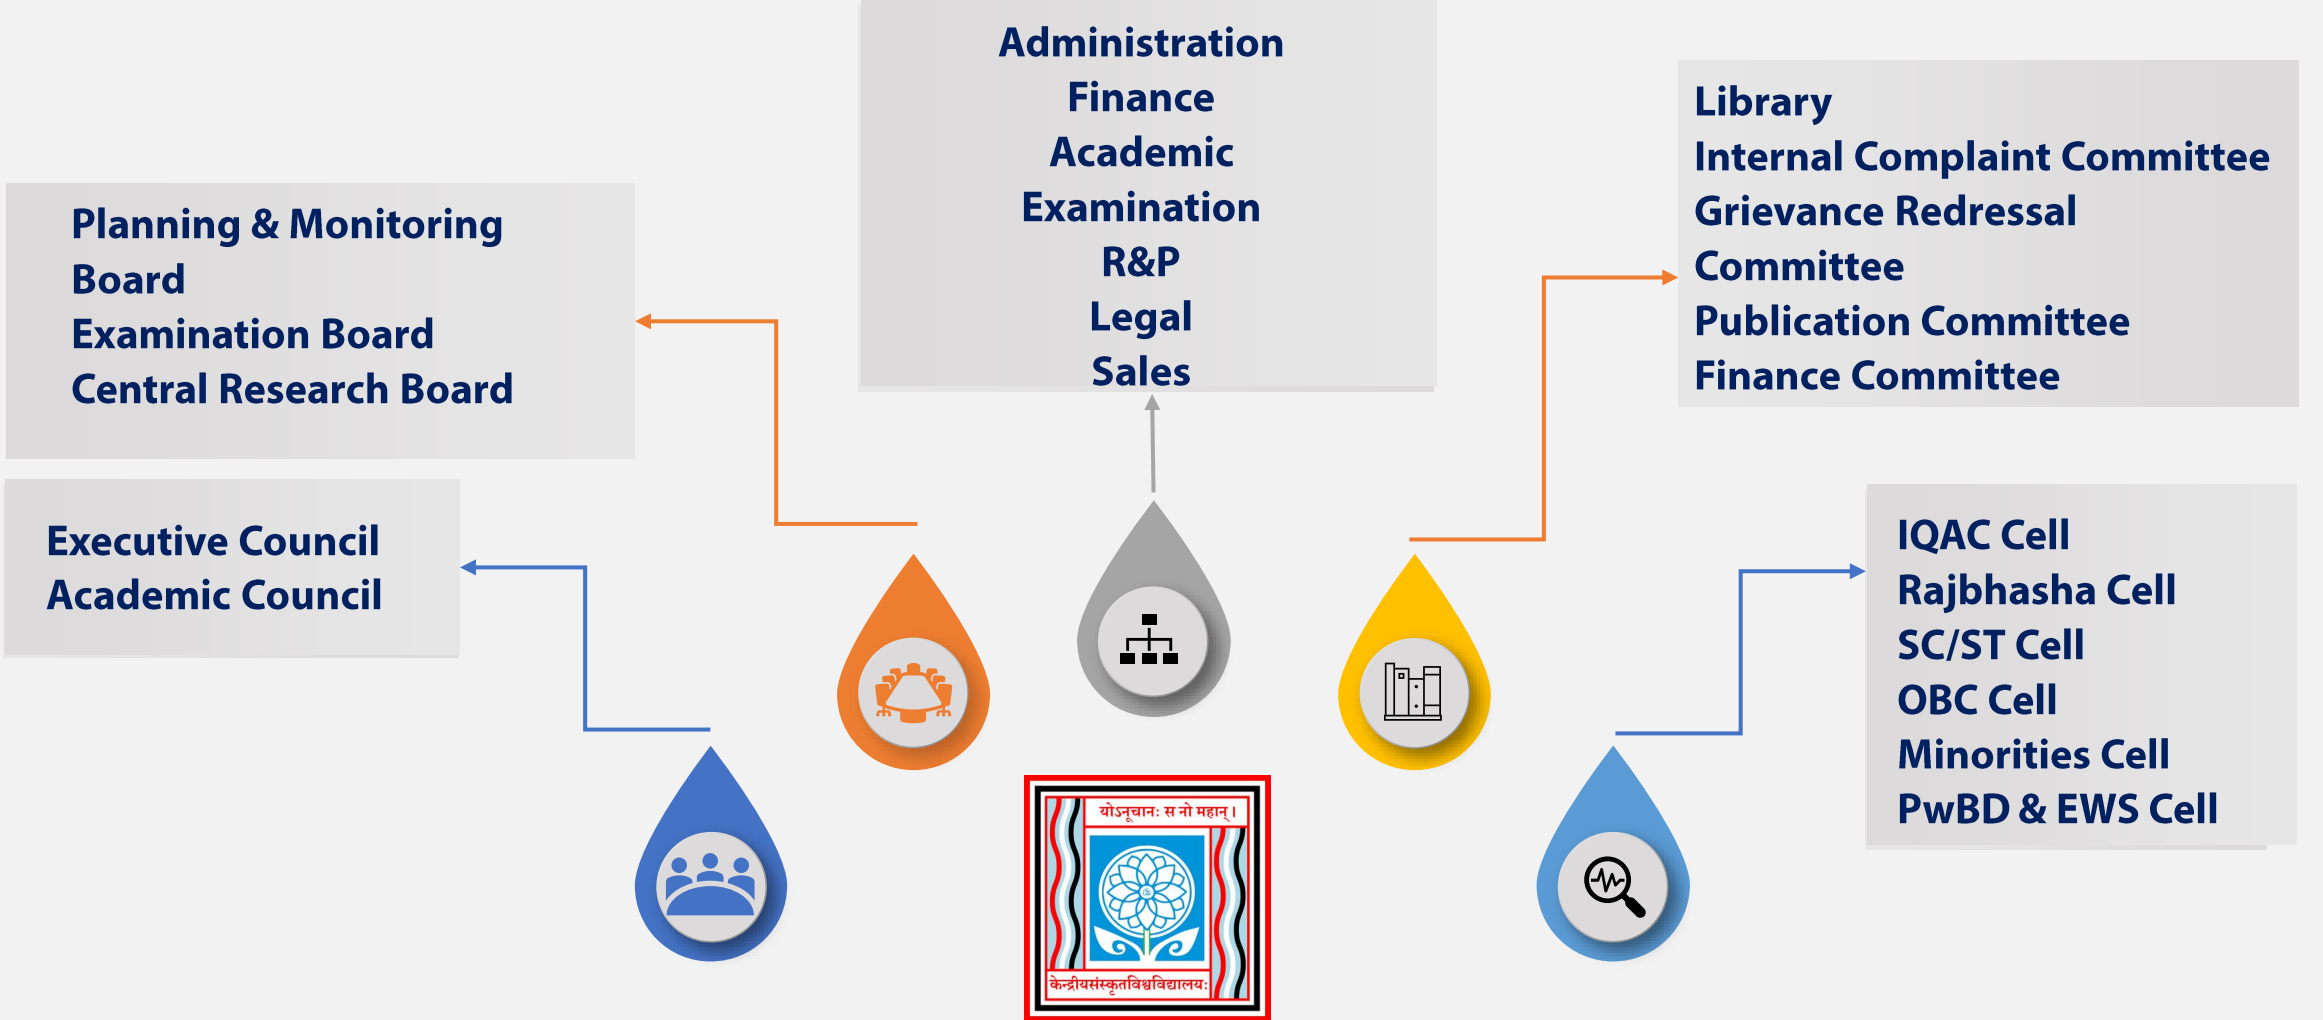 Administration
Finance
Academic
Examination
R&P
Legal
Sales
Library
Internal Complaint Committee
Grievance Redressal
Committee
Publication Committee
Finance Committee
Planning & Monitoring
Board
Examination Board
Central Research Board
Executive Council
Academic Council
IQAC Cell
Rajbhasha Cell
SC/ST Cell
OBC Cell
Minorities Cell
PwBD & EWS Cell
योऽनूचानः स नो महान्।
केन्द्रीयसंस्कृतविश्वविद्यालयः